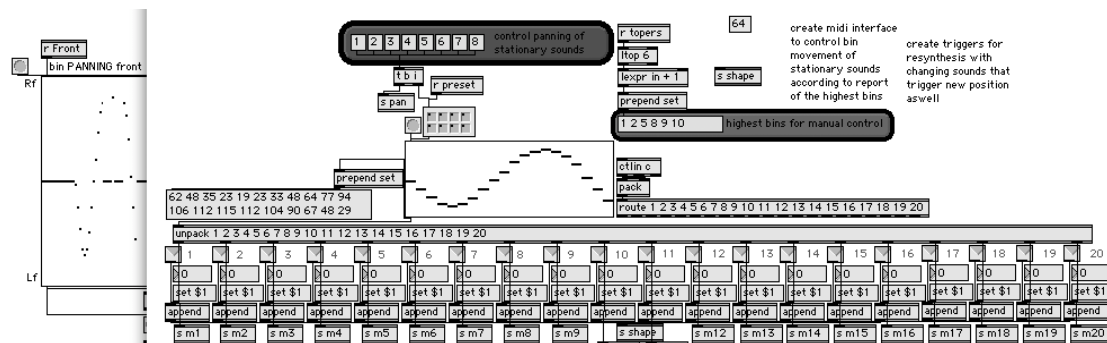 r Front
bin PANNING front
Rf
Lf
1 2 3 4 5 6 7 8
control panning of
stationary sounds
t b i
s pan
r preset
r topers
ltop 6
lexpr in + 1
prepend set
1 2 5 8 9 10
highest bins for manual control
64
s shape
create midi interface
to control bin
movement of
stationary sounds
according to report
of the highest bins
create triggers for
resynthesis with
changing sounds that
trigger new position
aswell
prepend set
62 48 35 23 19 23 33 48 64 77 94
106 112 115 112 104 90 67 48 29
ctlin c
pack
route 1 2 3 4 5 6 7 8 9 10 11 12 13 14 15 16 17 18 19 20
unpack 1 2 3 4 5 6 7 8 9 10 11 12 13 14 15 16 17 18 19 20
1 2 3 4 5 6 7 8 9 10 11 12 13 14 15 16 17 18 19 20
0 0 0 0 0 0 0 0 0 0 0 0 0 0 0 0 0 0 0 0
set $1 set $1 set $1 set $1 set $1 set $1 set $1 set $1 set $1 set $1 set $1 set $1 set $1 set $1 set $1 set $1 set $1 set $1 set $1 set $1
append append append append append append append append append append append append append append append append append append append append
s m1 s m2 s m3 s m4 s m5 s m6 s m7 s m8 s m9 s shape s m12 s m13 s m14 s m15 s m16 s m17 s m18 s m19 s m20